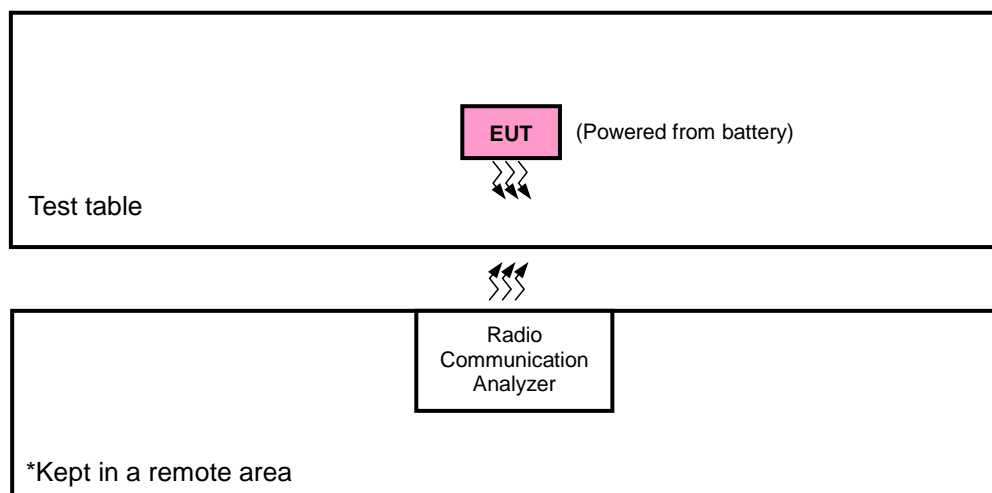 EUT
(Powered from battery)
Test table
Radio
Communication
Analyzer
*Kept in a remote area